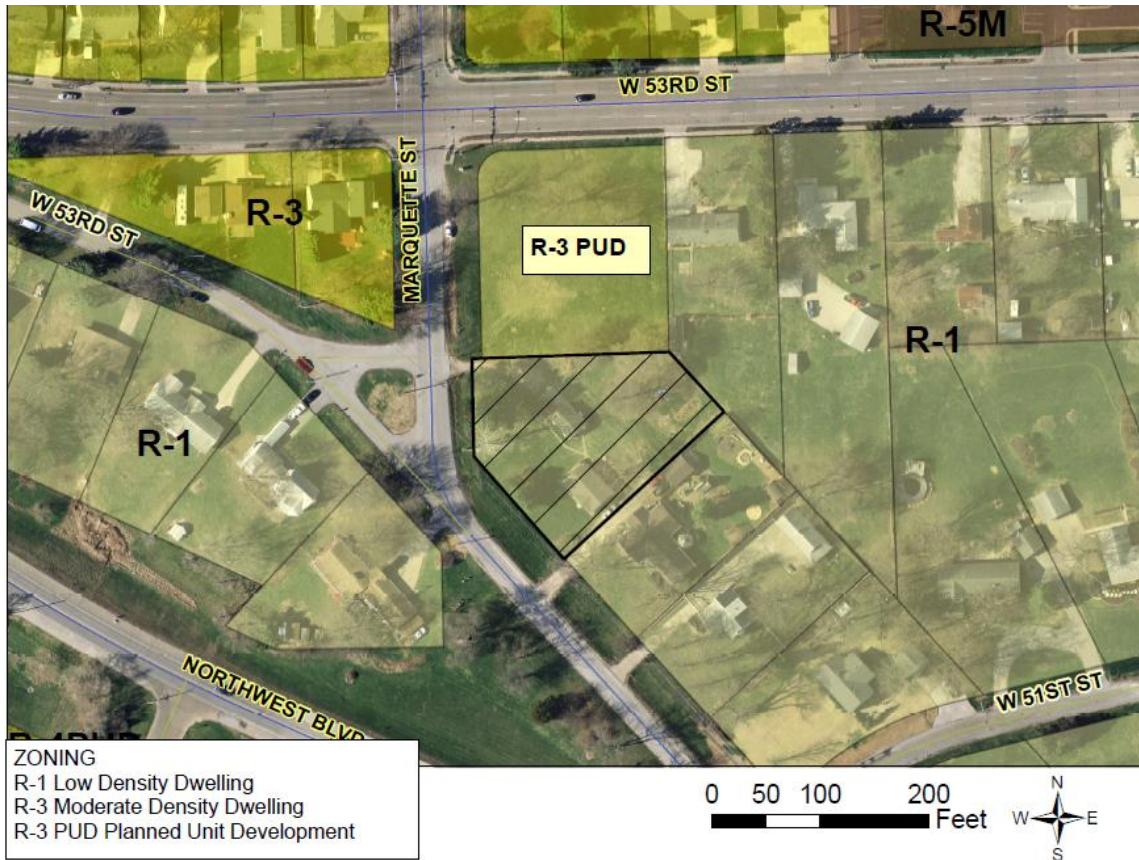 R-5M
W 53RD ST
MARQUETTE ST
W 53RD ST
R-3
R-3 PUD
R-1
R-1
NORTHWEST BLVD
W 51ST ST
R-4PUD
ZONING
R-1 Low Density Dwelling
R-3 Moderate Density Dwelling
R-3 PUD Planned Unit Development
0 50 100 200
Feet
N
W E
S